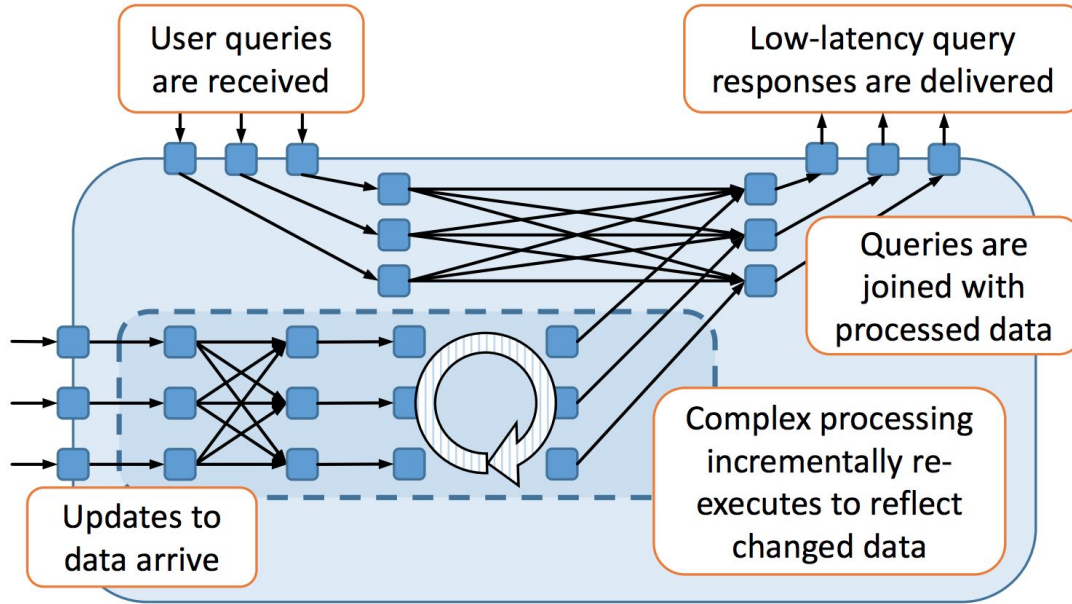 User queries
are received
Low-latency query
responses are delivered
Queries are
joined with
processed data
Complex processing
incrementally re-
executes to reflect
changed data
Updates to
data arrive